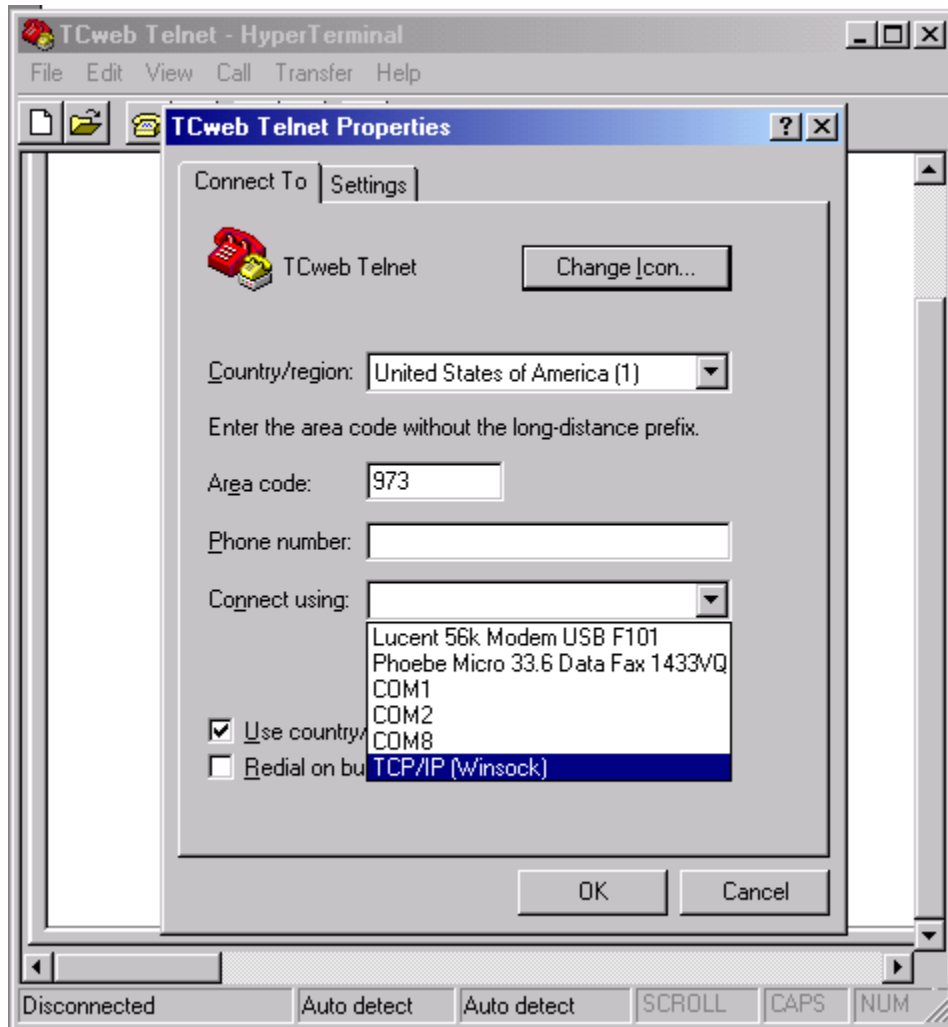 TCweb Telnet - HyperTerminal
File Edit View Call Transfer Help
TCweb Telnet Properties
Connect To Settings
TCweb Telnet Change Icon...
Country/region: United States of America (1)
Enter the area code without the long-distance prefix.
Area code: 973
Phone number:
Connect using:
Lucent 56k Modem USB F101
Phoebe Micro 33.6 Data Fax 1433VQ
COM1
COM2
COM8
Use country/
TCP/IP (Winsock)
Redial on bu
OK Cancel
Disconnected Auto detect Auto detect SCROLL CAPS NUM